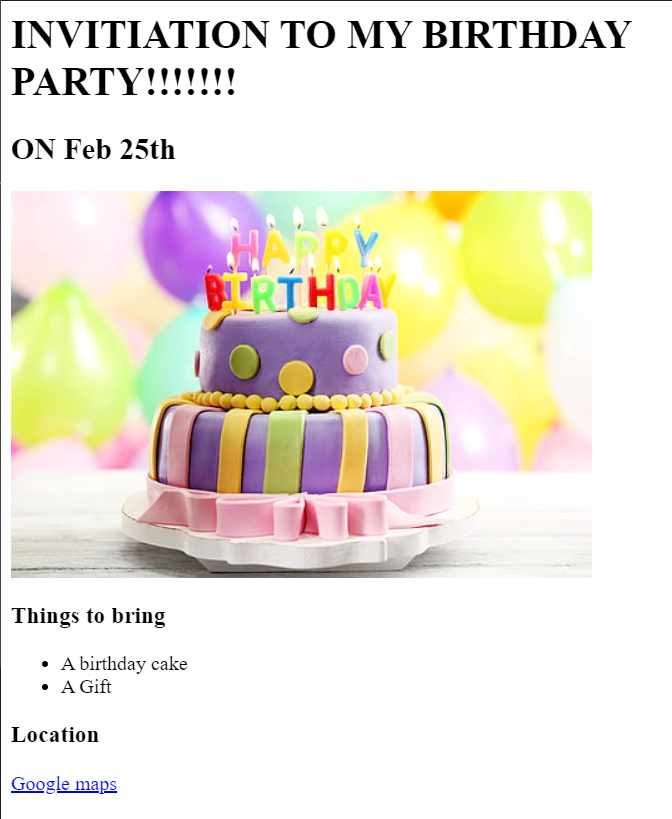 INVITIATION TO MY BIRTHDAY
PARTY!!!!!!!
ON Feb 25th
HAPPY
BIRTHDAY
Things to bring
A birthday cake
A Gift
Location
Google maps